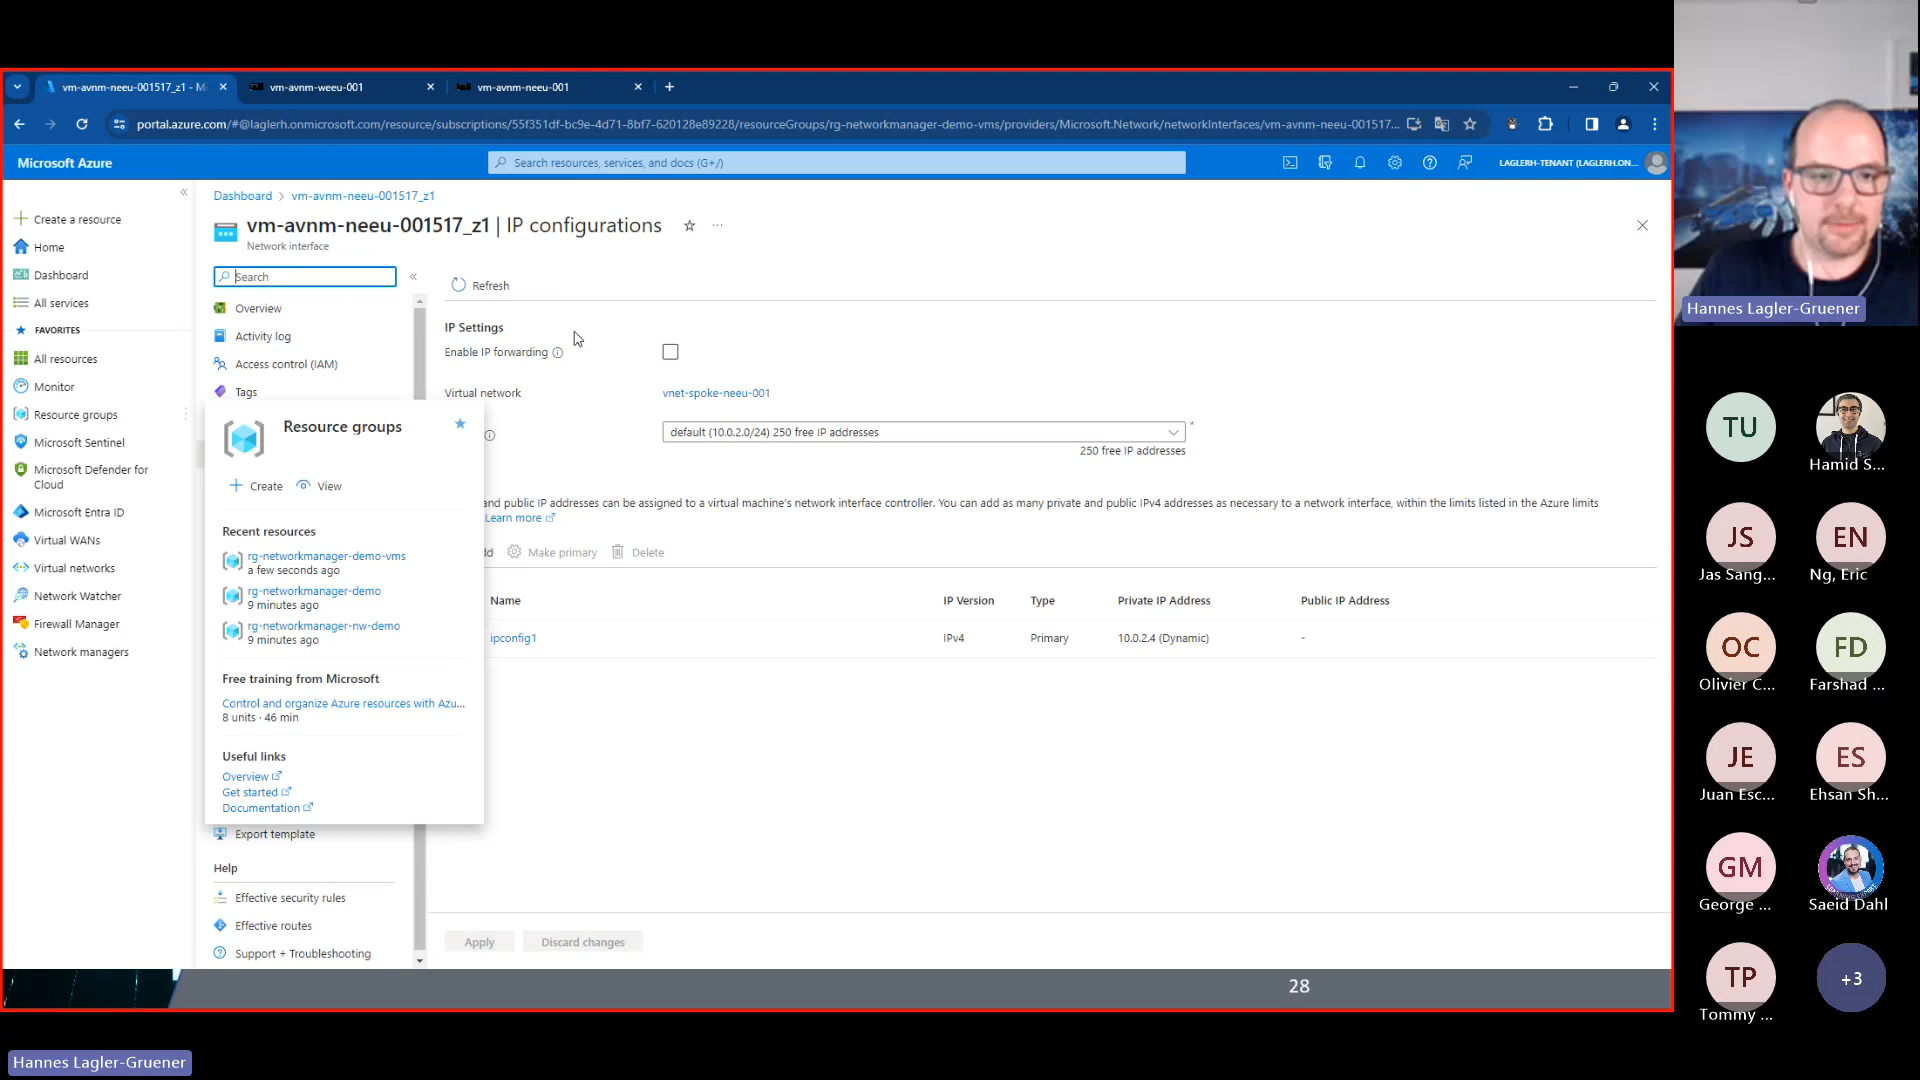 vm-avnm-neeu-001517_z1 - Mi
vm-avnm-weeu-001
vm-avnm-neeu-001
portal.azure.com/#@laglerh.onmicrosoft.com/resource/subscriptions/55f351df-bc9e-4d71-8bf7-620128e89228/resourceGroups/rg-networkmanager-demo-vms/providers/Microsoft.Network/networkInterfaces/vm-avnm-neeu-001517...
Microsoft Azure
Search resources, services, and docs (G+/)
LAGLERH-TENANT (LAGLERH.ON...
Create a resource
Home
Dashboard
All services
FAVORITES
All resources
Monitor
Resource groups
Microsoft Sentinel
Microsoft Defender for
Cloud
Microsoft Entra ID
Virtual WANs
Virtual networks
Network Watcher
Firewall Manager
Network managers
Dashboard > vm-avnm-neeu-001517_z1
vm-avnm-neeu-001517_z1 | IP configurations
Network interface
Search
Overview
Activity log
Access control (IAM)
Tags
Resource groups
Create
View
Recent resources
rg-networkmanager-demo-vms
a few seconds ago
rg-networkmanager-demo
9 minutes ago
rg-networkmanager-nw-demo
9 minutes ago
Free training from Microsoft
Control and organize Azure resources with Azu...
8 units · 46 min
Useful links
Overview
Get started
Documentation
Export template
Help
Effective security rules
Effective routes
Support + Troubleshooting
Refresh
IP Settings
Enable IP forwarding
Virtual network
vnet-spoke-neeu-001
default (10.0.2.0/24) 250 free IP addresses
*
250 free IP addresses
and public IP addresses can be assigned to a virtual machine's network interface controller. You can add as many private and public IPv4 addresses as necessary to a network interface, within the limits listed in the Azure limits
Learn more
dd
Make primary
Delete
Name
IP Version
Type
Private IP Address
Public IP Address
ipconfig1
IPv4
Primary
10.0.2.4 (Dynamic)
-
Apply
Discard changes
28
Hannes Lagler-Gruener
TU
Hamid S...
JS
Jas Sang...
EN
Ng, Eric
OC
Olivier C...
FD
Farshad ...
JE
Juan Esc...
ES
Ehsan Sh...
GM
George ...
Saeid Dahl
TP
Tommy ...
+3
Hannes Lagler-Gruener